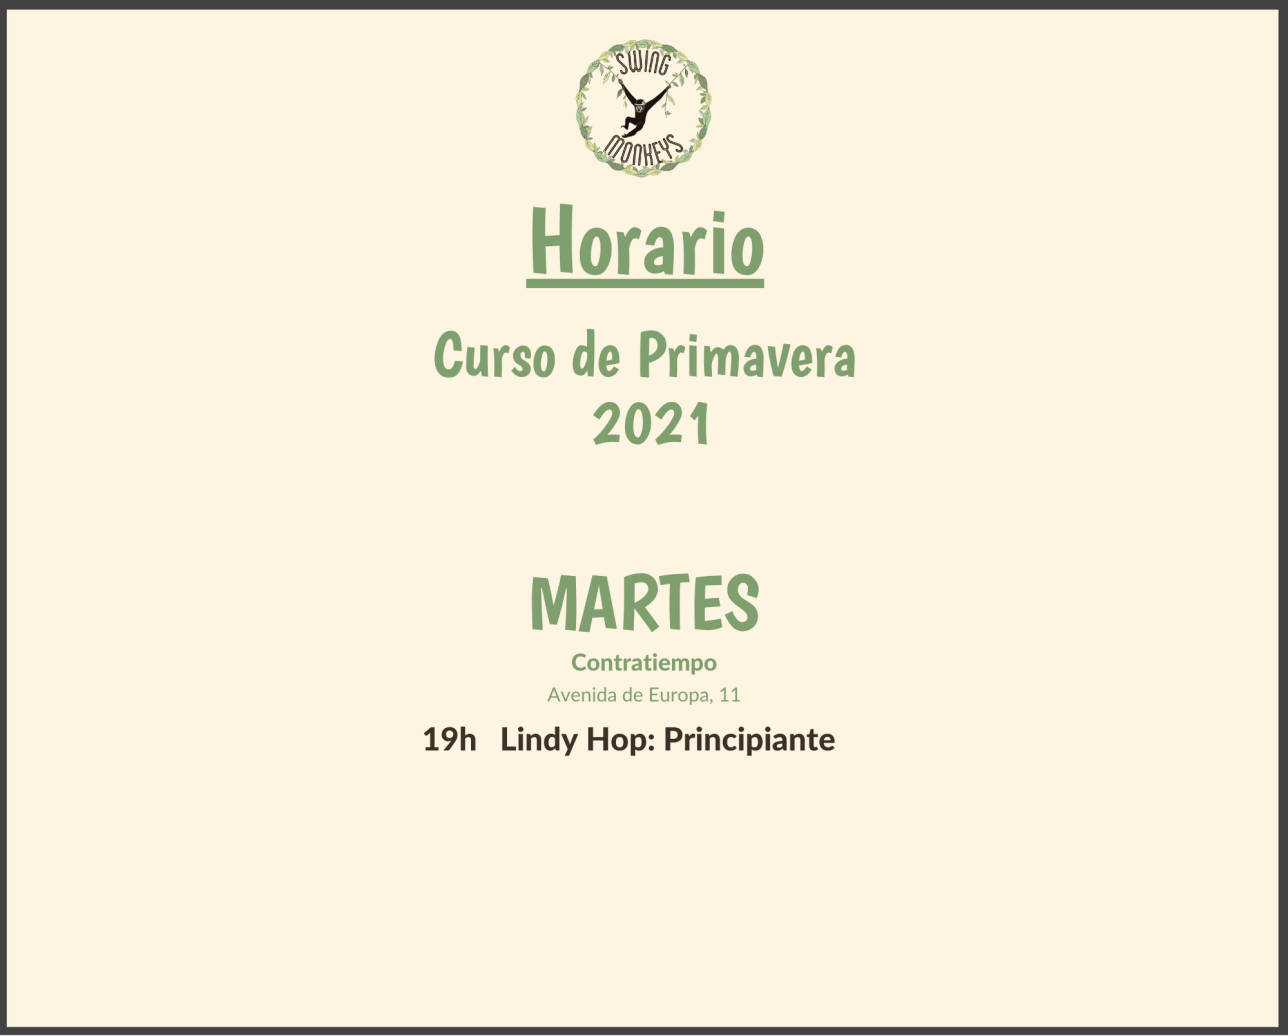 SWING
MONKEYS
Horario
Curso de Primavera
2021
MARTES
Contratiempo
Avenida de Europa, 11
19h Lindy Hop: Principiante